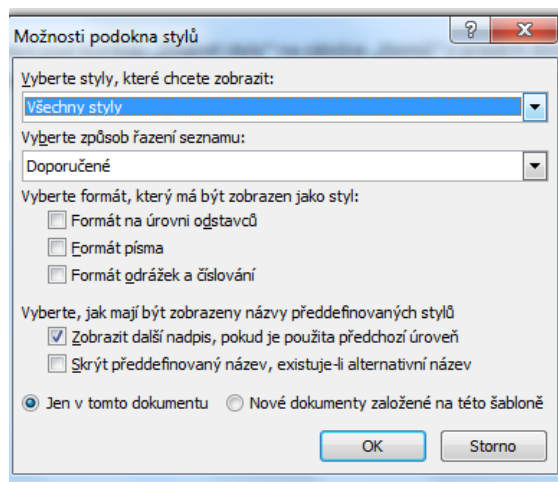 Možnosti podokna stylů
Vyberte styly, které chcete zobrazit:
Všechny styly
Vyberte způsob řazení seznamu:
Doporučené
Vyberte formát, který má být zobrazen jako styl:
Formát na úrovni odstavců
Formát písma
Formát odrážek a číslování
Vyberte, jak mají být zobrazeny názvy předdefinovaných stylů
Zobrazit další nadpis, pokud je použita předchozí úroveň
Skrýt předdefinovaný název, existuje-li alternativní název
Jen v tomto dokumentu Nové dokumenty založené na této šabloně
OK Storno